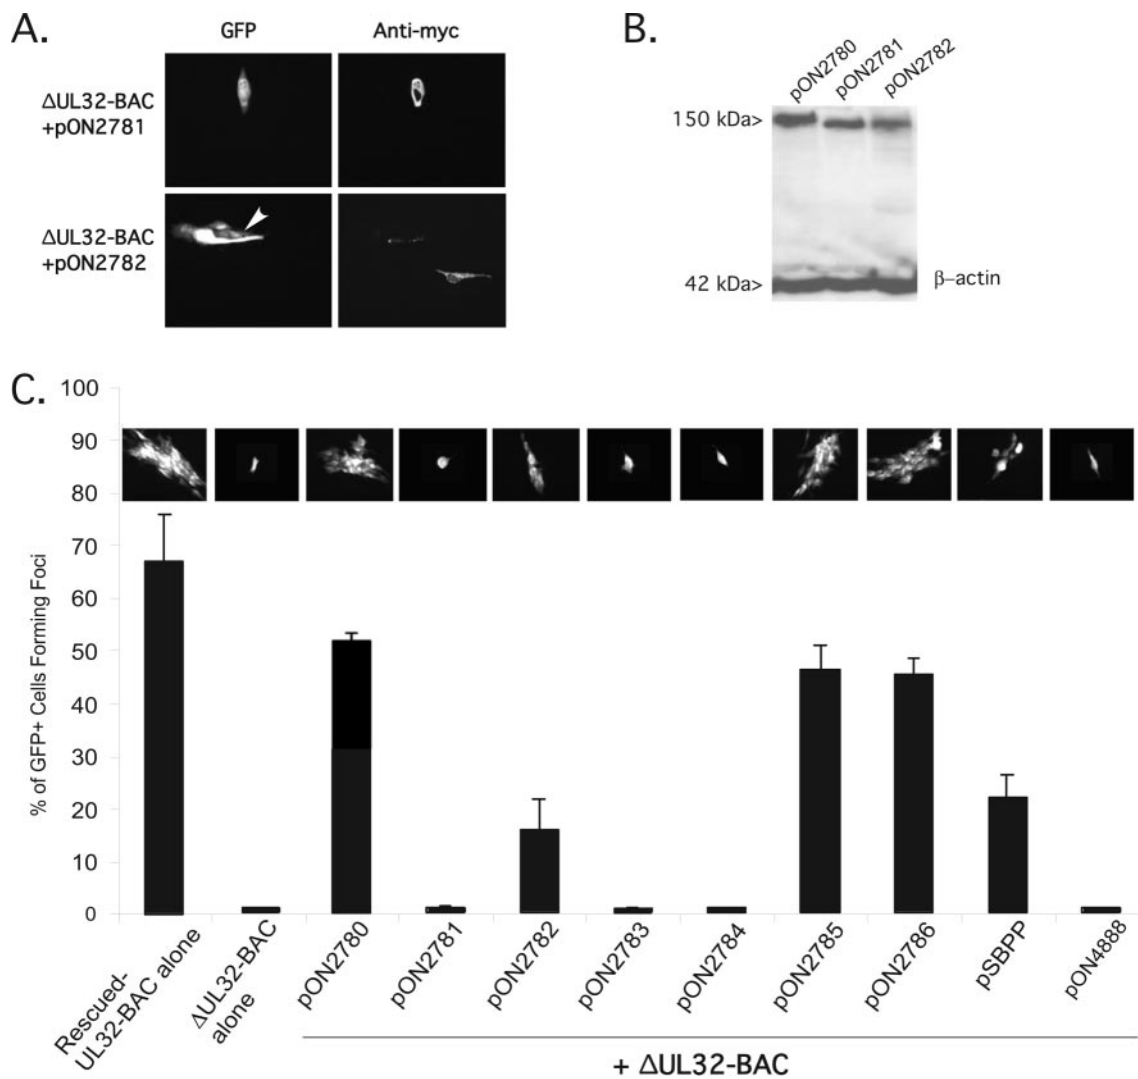 A.
GFP
Anti-myc
ΔUL32-BAC
+pON2781
ΔUL32-BAC
+pON2782
B.
pON2780
pON2781
pON2782
150 kDa>
42 kDa>
β–actin
C.
% of GFP+ Cells Forming Foci
100
90
80
70
60
50
40
30
20
10
0
Rescued-
UL32-BAC alone
ΔUL32-BAC
alone
pON2780
pON2781
pON2782
pON2783
pON2784
pON2785
pON2786
pSBPP
pON4888
+ ΔUL32-BAC